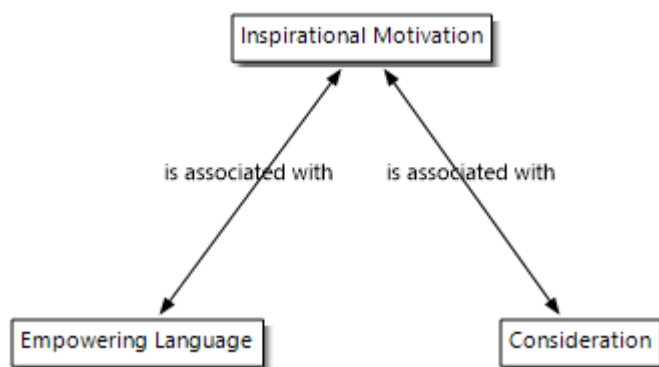 Inspirational Motivation
is associated with
is associated with
Empowering Language
Consideration